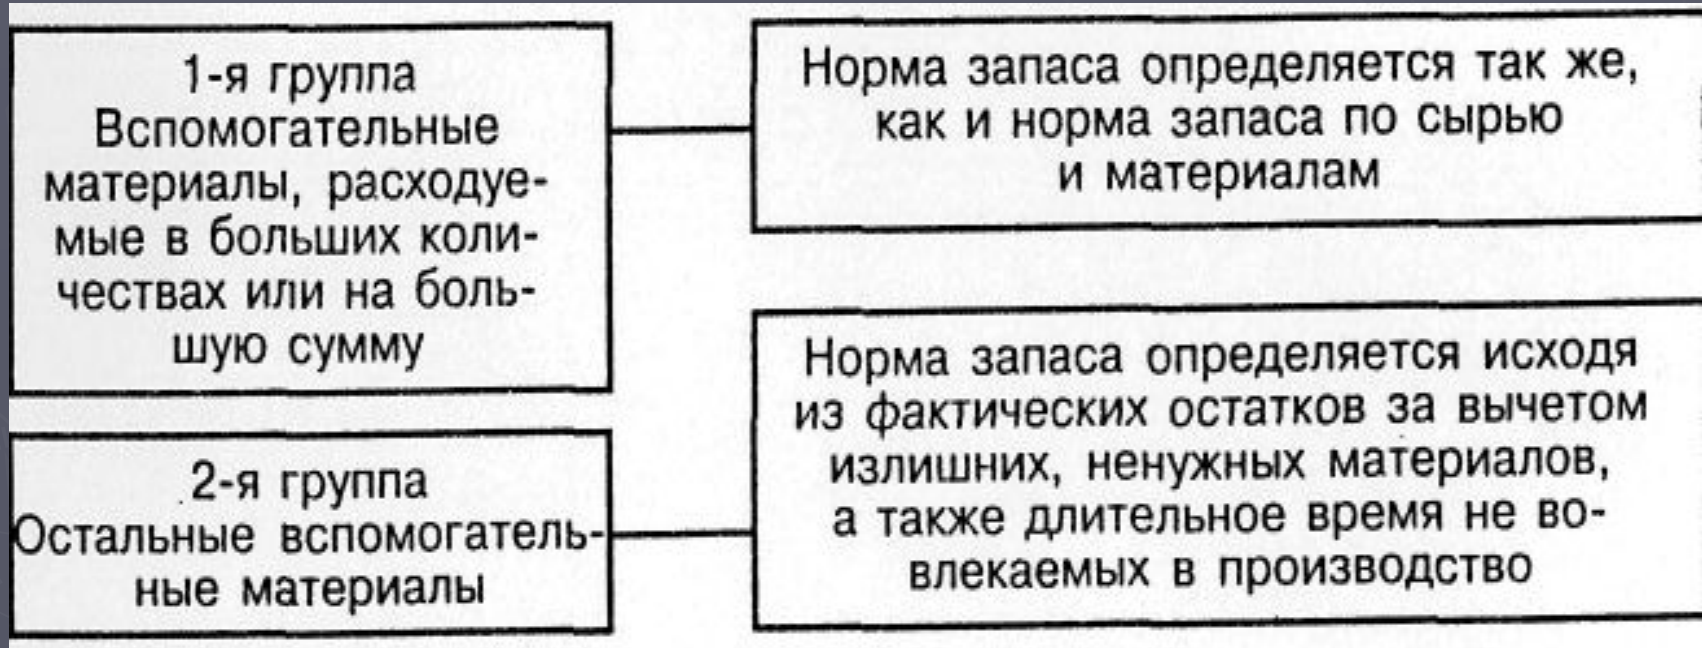 1-я группа
Вспомогательные
материалы, расходуе-
мые в больших коли-
чествах или на боль-
шую сумму
Норма запаса определяется так же,
как и норма запаса по сырью
и материалам
2-я группа
Остальные вспомогатель-
ные материалы
Норма запаса определяется исходя
из фактических остатков за вычетом
излишних, ненужных материалов,
а также длительное время не во-
влекаемых в производство